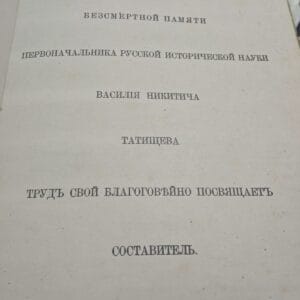 БЕЗСМЕРТНОЙ ПАМЯТИ
ПЕРВОНАЧАЛЬНИКА РУССКОЙ ИСТОРИЧЕСКОЙ НАУКИ
ВАСИЛІЯ НИКИТИЧА
ТАТИЩЕВА
ТРУДЪ СВОЙ БЛАГОГОВѢЙНО ПОСВЯЩАЕТЪ
СОСТАВИТЕЛЬ.